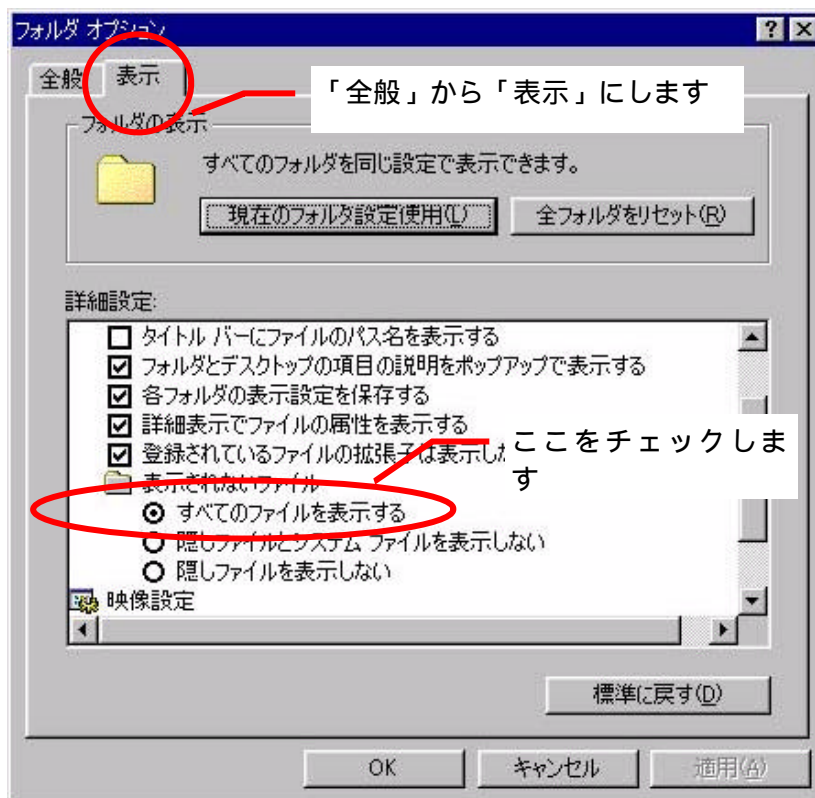 フォルダ オプション
全般 表示
「全般」から「表示」にします
フォルダの表示
すべてのフォルダを同じ設定で表示できます。
現在のフォルダ設定使用(L) 全フォルダをリセット(R)
詳細設定:
タイトル バーにファイルのパス名を表示する
フォルダとデスクトップの項目の説明をポップアップで表示する
各フォルダの表示設定を保存する
詳細表示でファイルの属性を表示する
登録されているファイルの拡張子は表示し
ここをチェックしま
す
表示されないファイル
すべてのファイルを表示する
隠しファイルとシステム ファイルを表示しない
隠しファイルを表示しない
映像設定
標準に戻す(D)
OK キャンセル 適用(A)